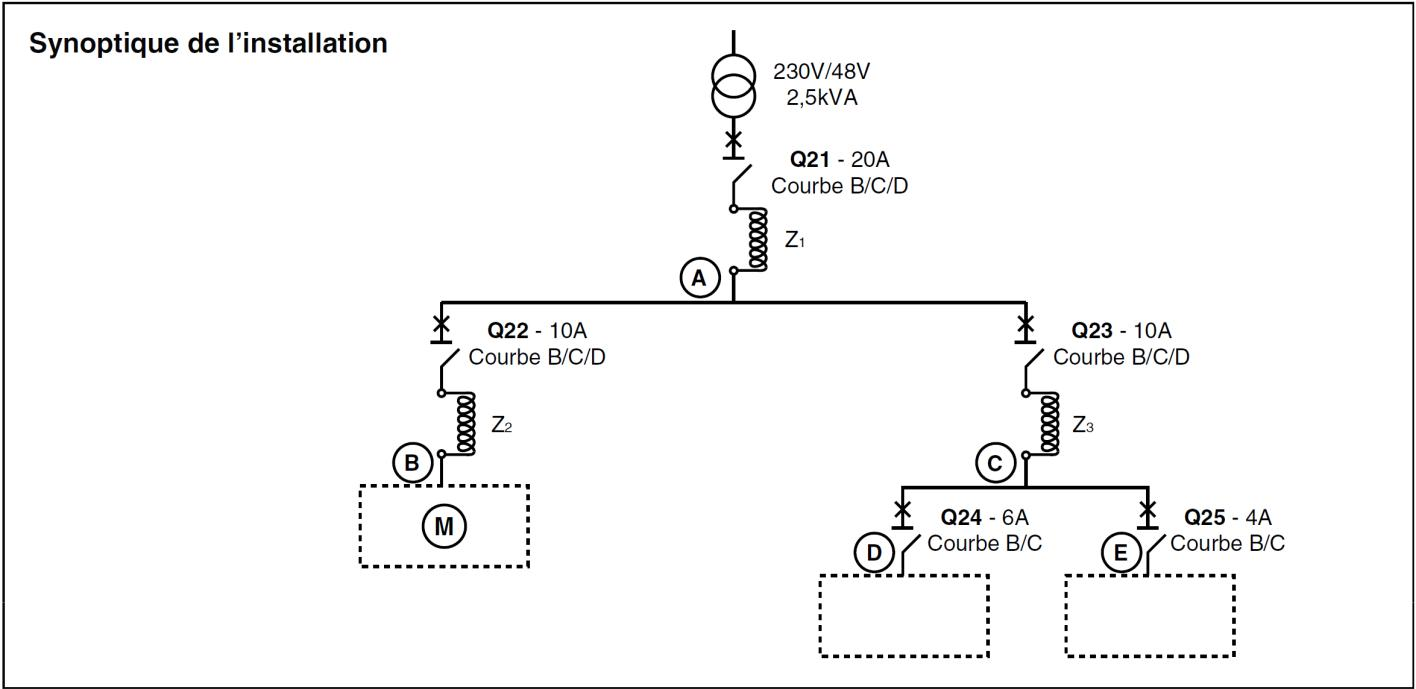 Synoptique de l’installation
230V/48V
2,5kVA
Q21 - 20A
Courbe B/C/D
Z1
A
Q22 - 10A
Courbe B/C/D
Q23 - 10A
Courbe B/C/D
Z2
Z3
B
C
M
Q24 - 6A
Courbe B/C
Q25 - 4A
Courbe B/C
D
E